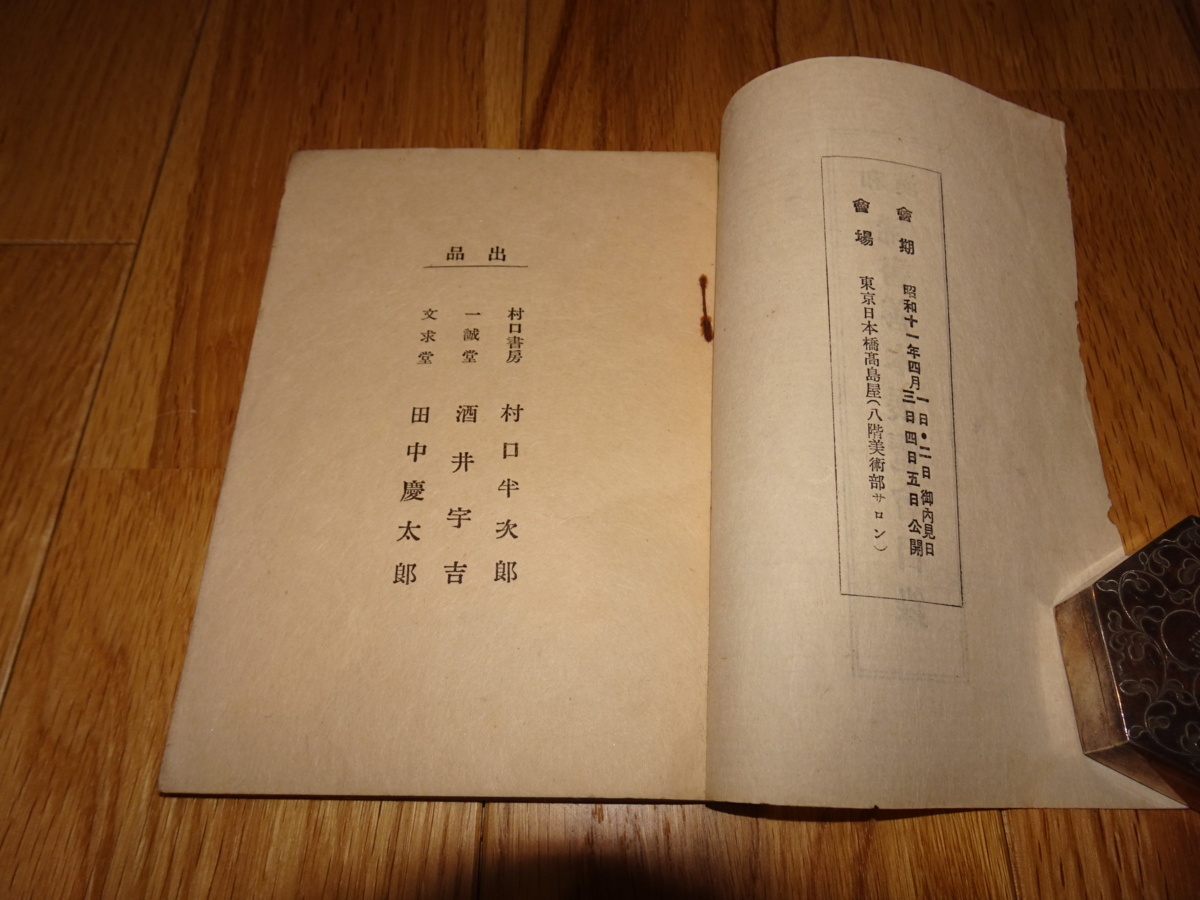 會期 昭和十一年四月一日・二日 御內見日
三日四日五日 公開
會場 東京日本橋髙島屋（八階美術部サロン）
出品
村口書房 村口半次郎
一誠堂 酒井宇吉
文求堂 田中慶太郎